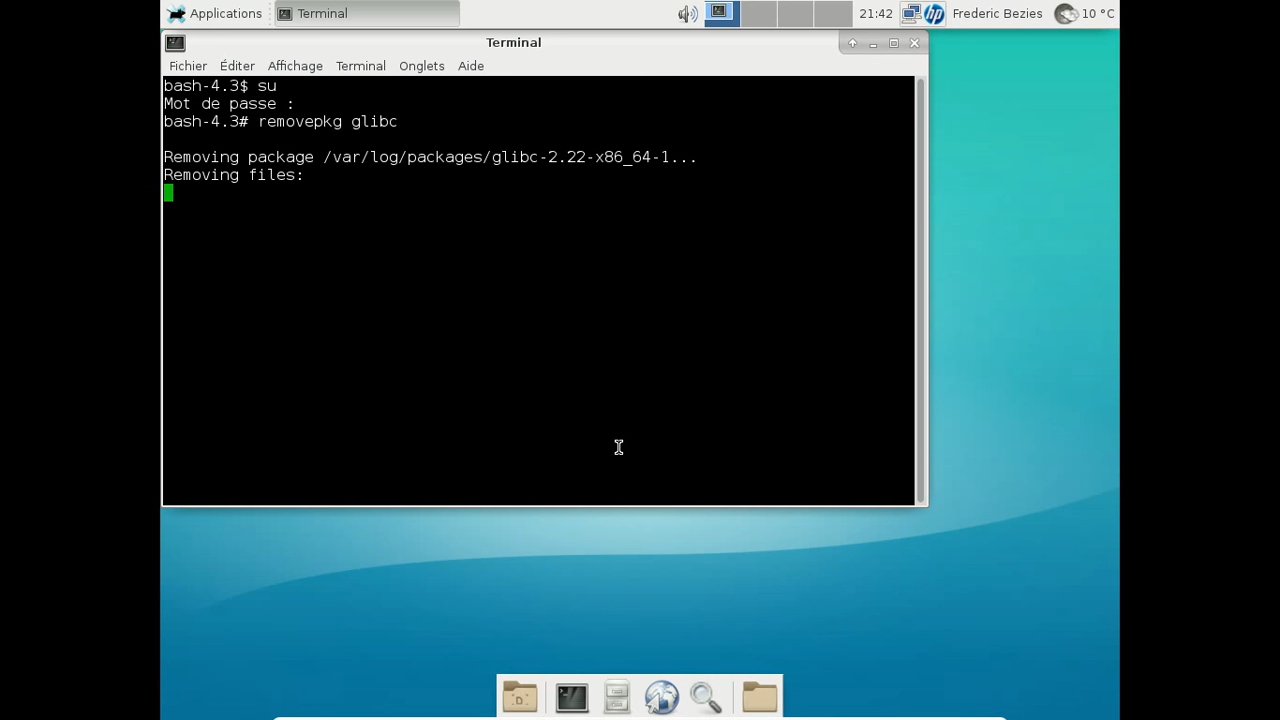 Applications
Terminal
21:42
hp
Frederic Bezies
10 °C
Terminal
Fichier Éditer Affichage Terminal Onglets Aide
bash-4.3$ su
Mot de passe :
bash-4.3# removepkg glibc
Removing package /var/log/packages/glibc-2.22-x86_64-1...
Removing files: